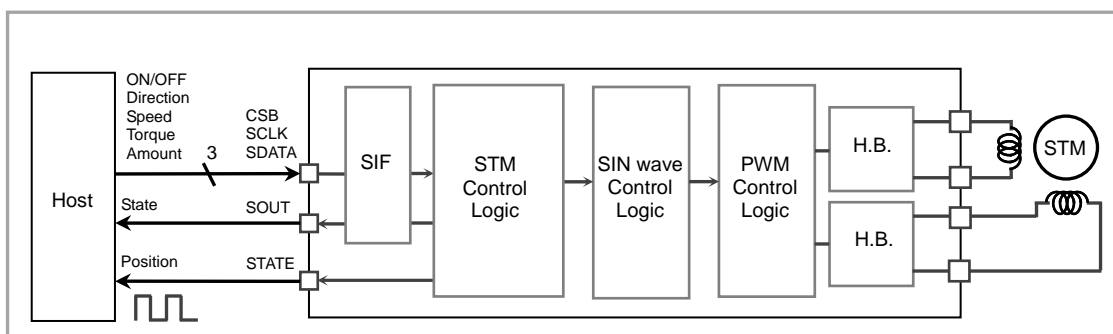 ON/OFF
Direction
Speed
Torque
Amount
3
CSB
SCLK
SDATA
Host
State
SOUT
Position
STATE
SIF
STM
Control
Logic
SIN wave
Control
Logic
PWM
Control
Logic
H.B.
H.B.
STM